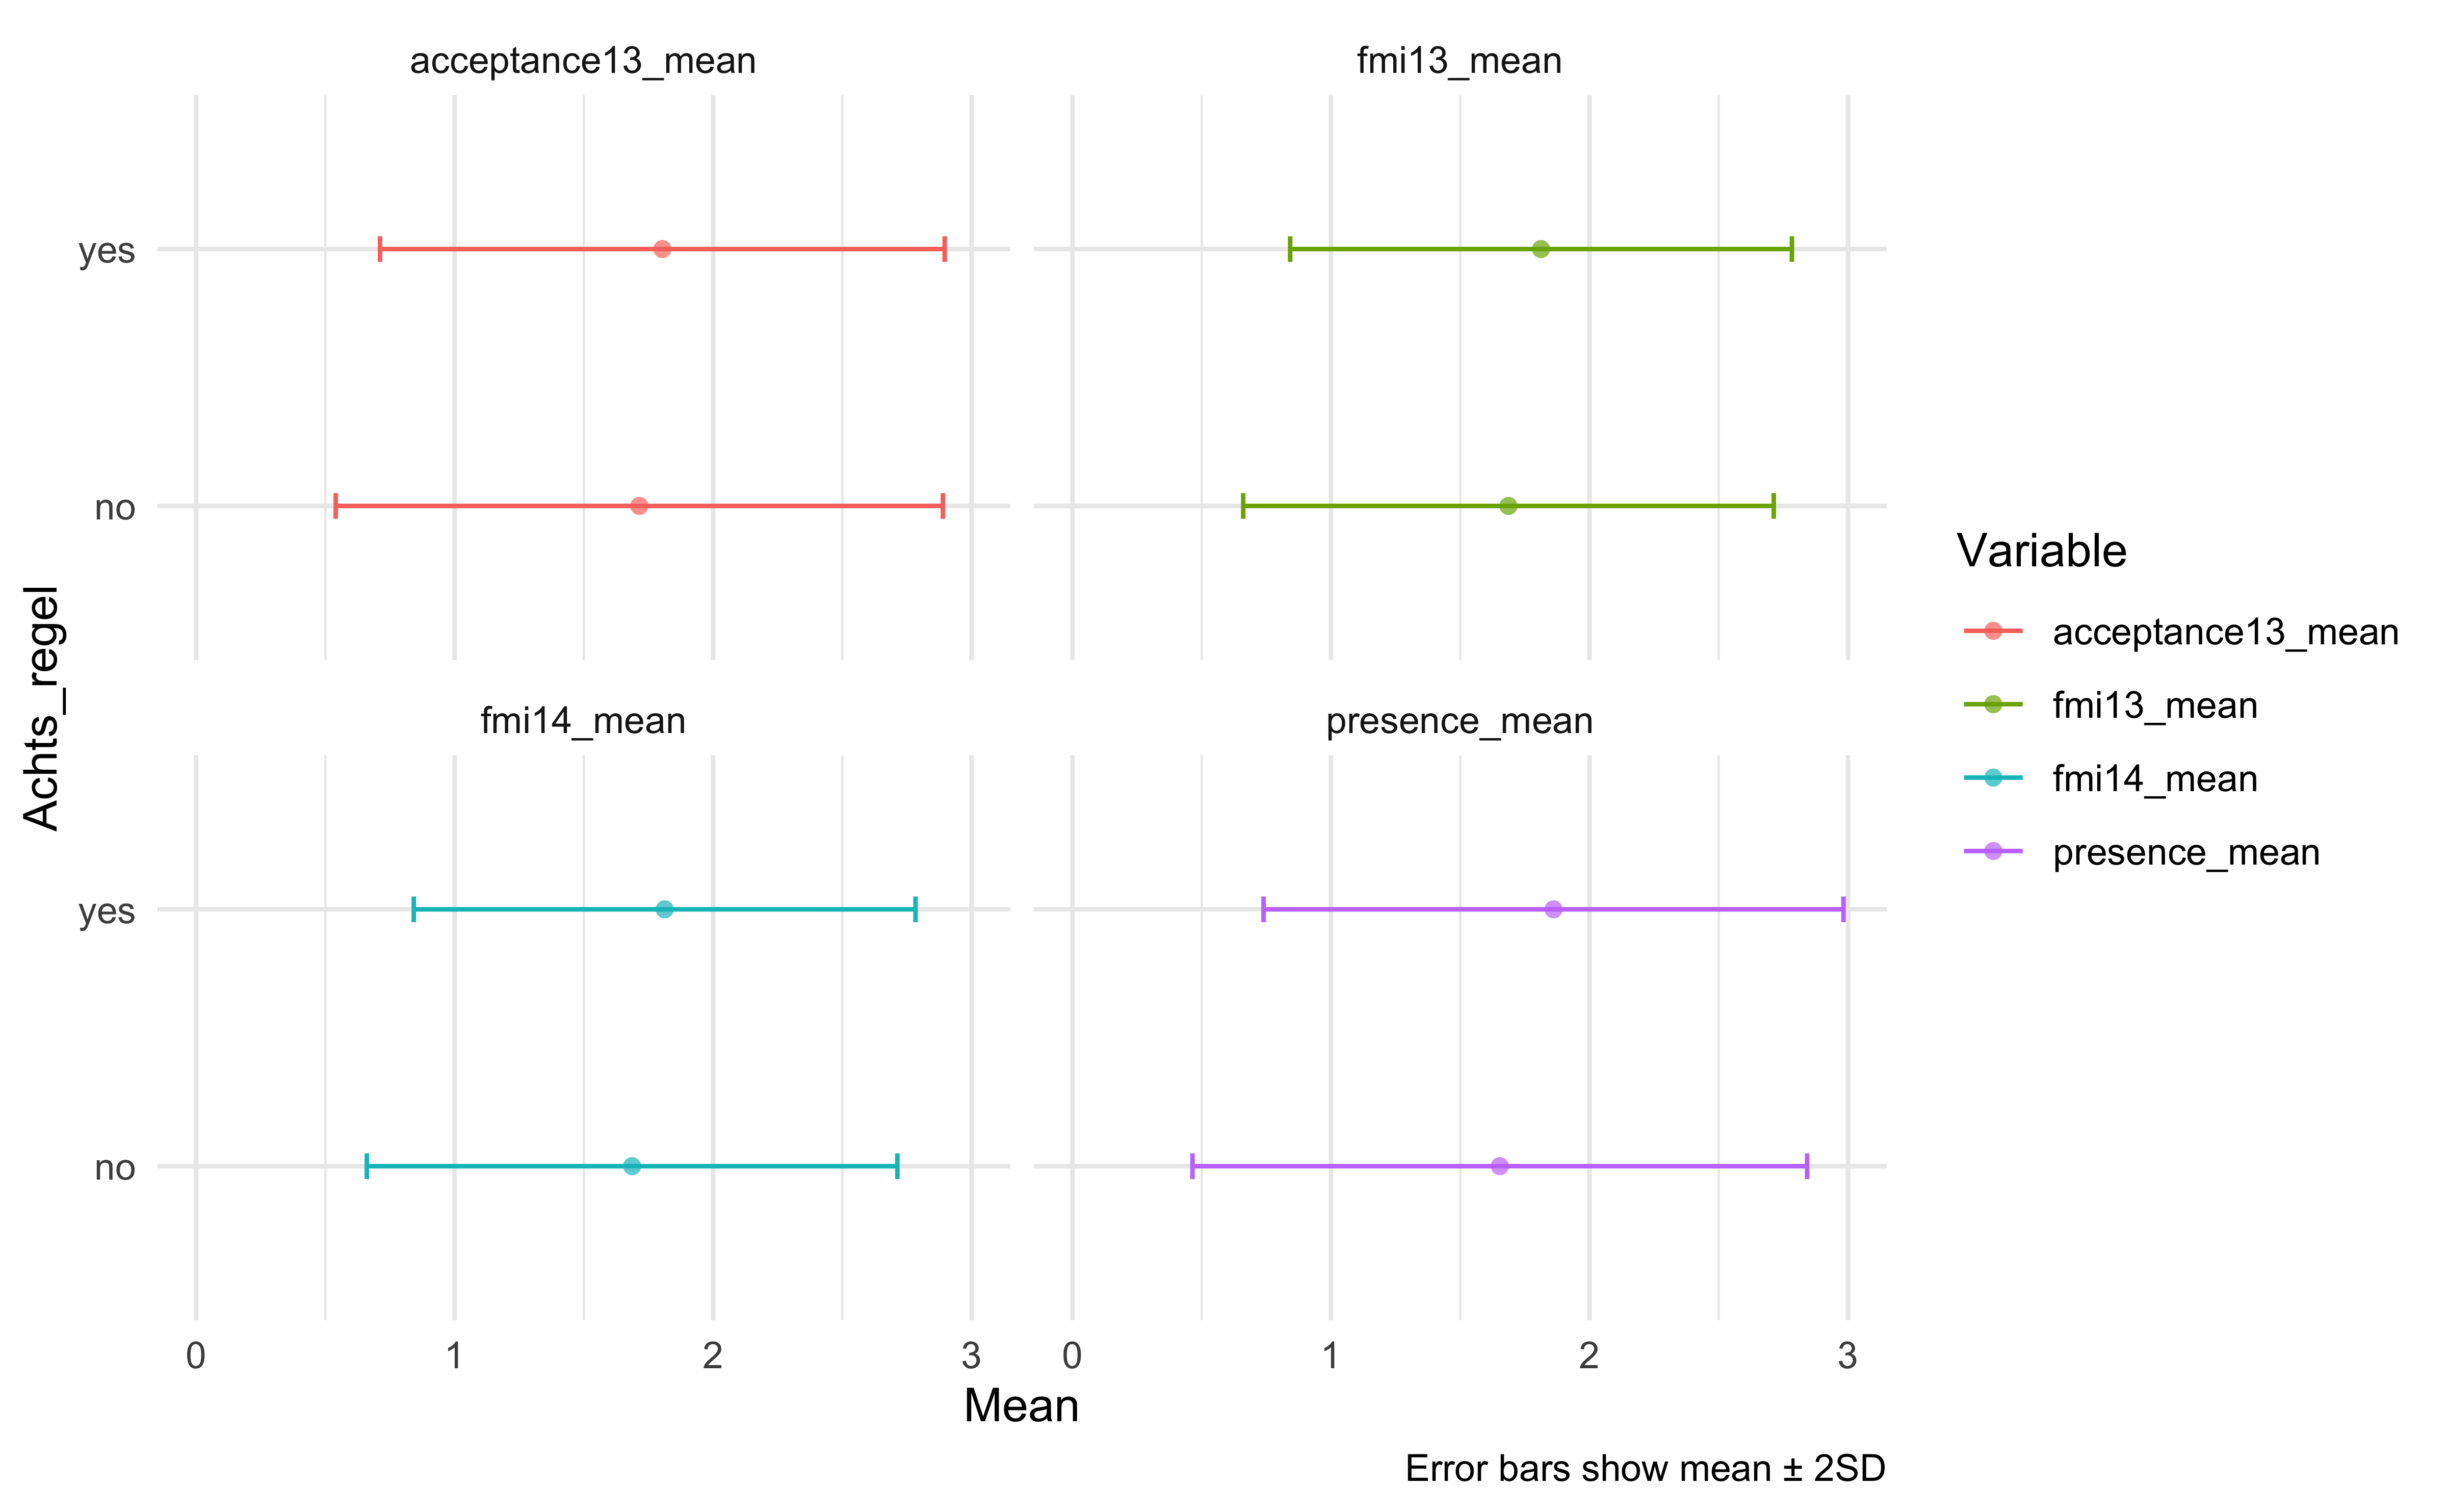 acceptance13_mean
fmi13_mean
yes
no
fmi14_mean
presence_mean
yes
no
0 1 2 3 0 1 2 3
Mean
Achts_regel
Error bars show mean ± 2SD
Variable
acceptance13_mean
fmi13_mean
fmi14_mean
presence_mean